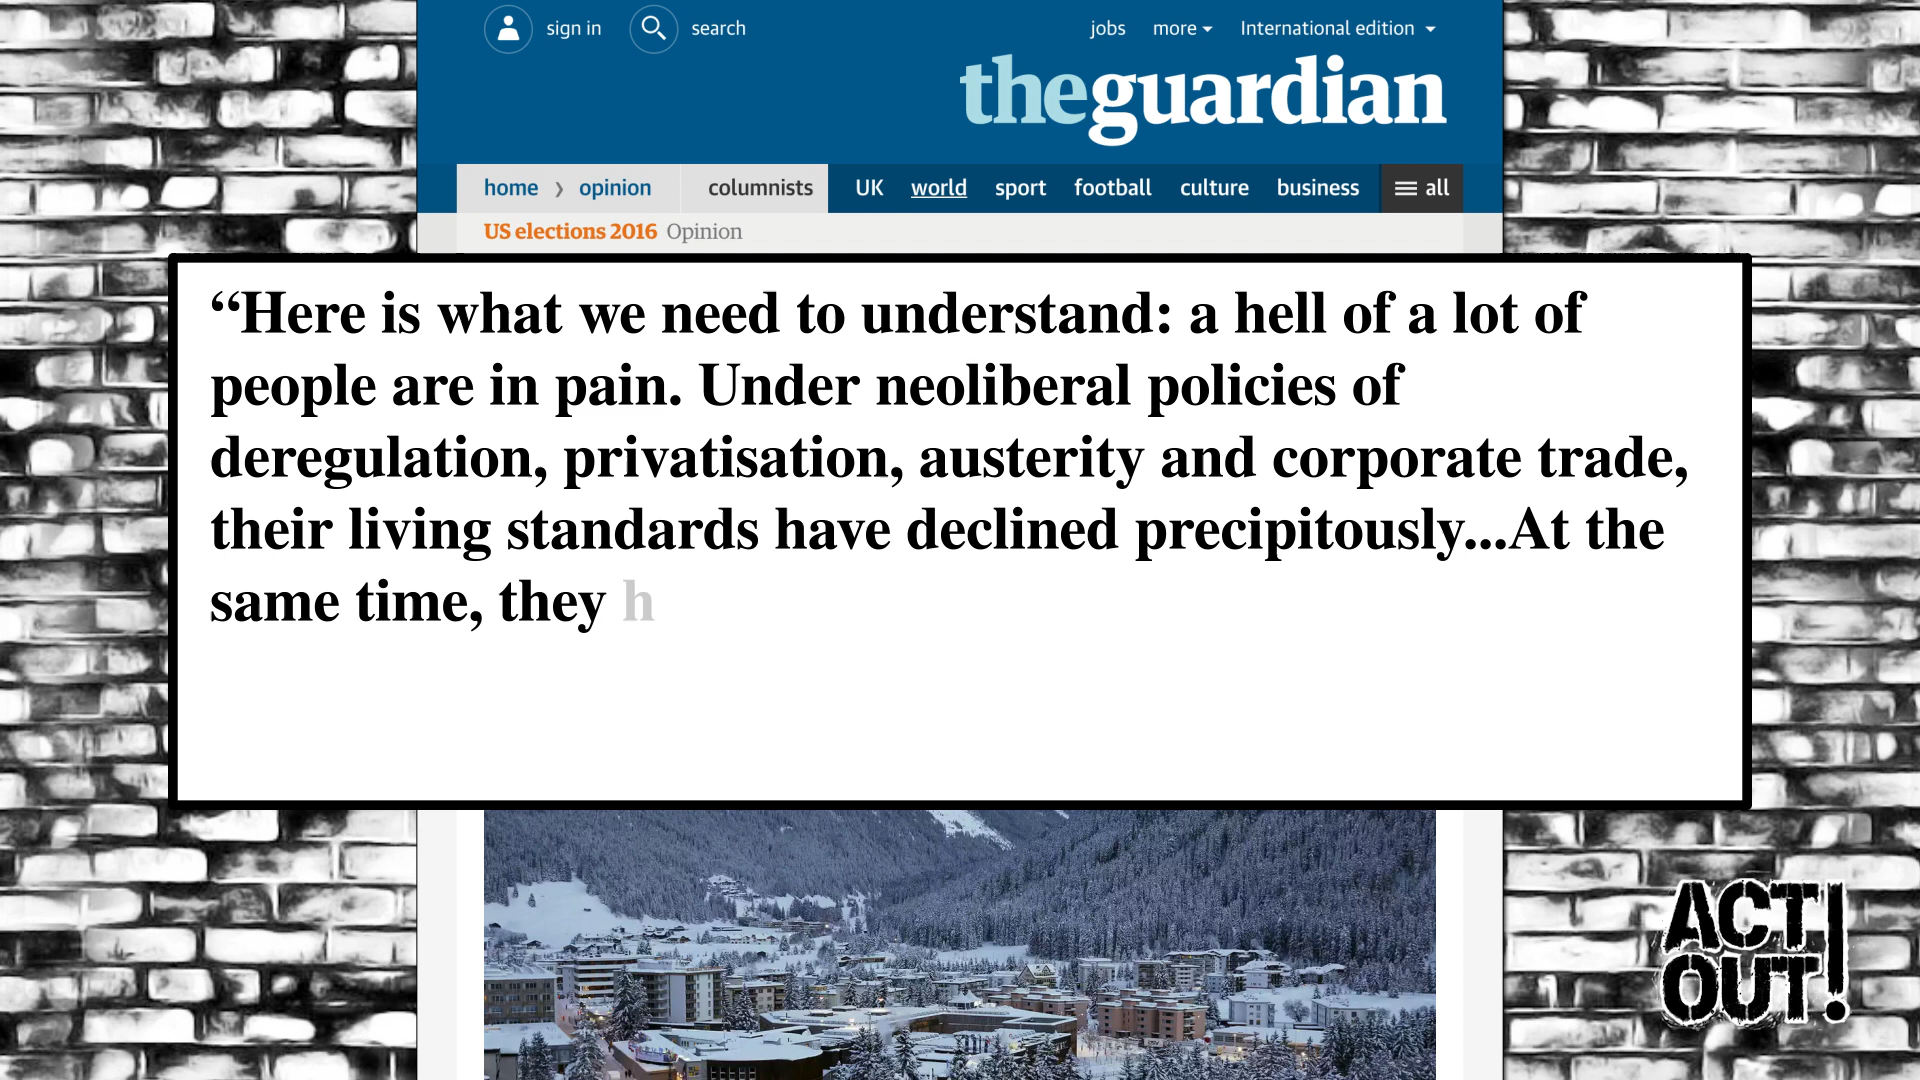 sign in search jobs more International edition
theguardian
home opinion columnists UK world sport football culture business all
US elections 2016 Opinion
“Here is what we need to understand: a hell of a lot of
people are in pain. Under neoliberal policies of
deregulation, privatisation, austerity and corporate trade,
their living standards have declined precipitously...At the
same time, they h
ACT
OUT!